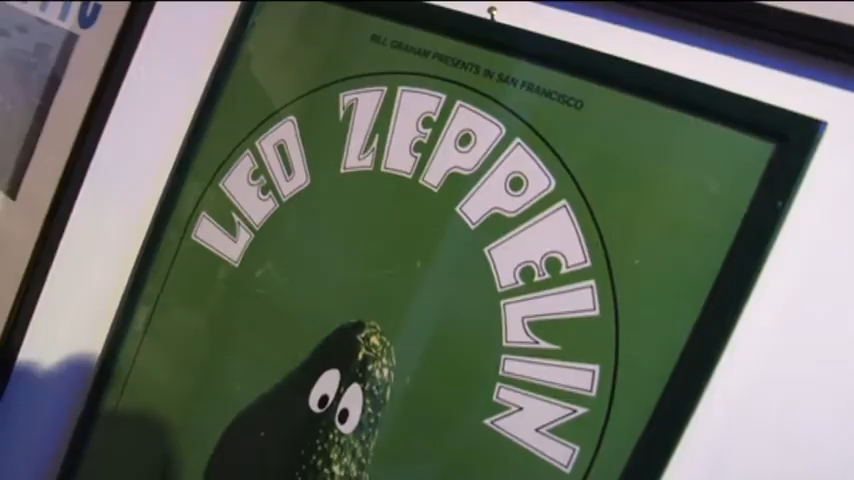 BILL GRAHAM PRESENTS IN SAN FRANCISCO
LED ZEPPELIN